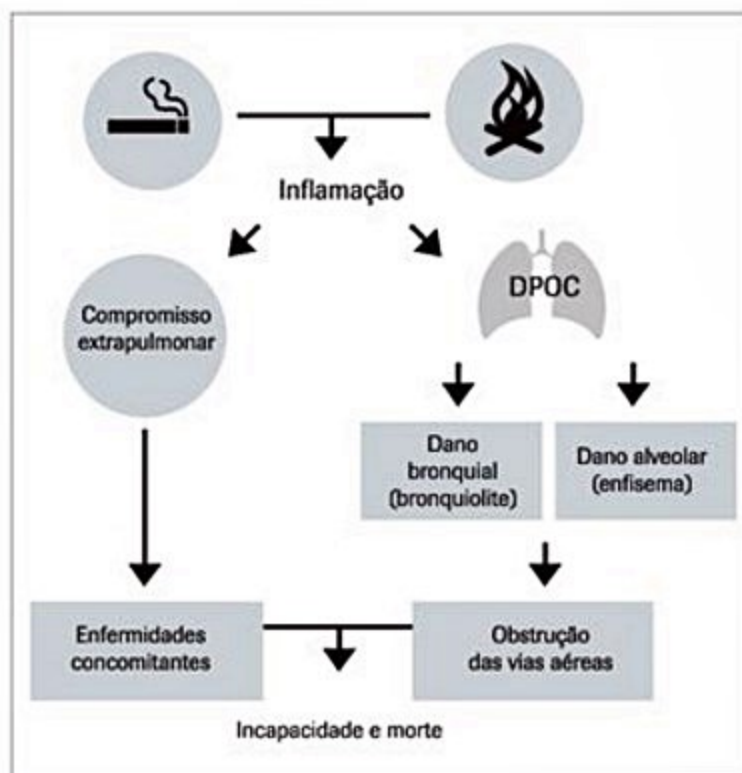 Inflamação
Compromisso
extrapulmonar
DPOC
Dano
bronquial
(bronquiolite)
Dano alveolar
(enfisema)
Enfermidades
concomitantes
Obstrução
das vias aéreas
Incapacidade e morte